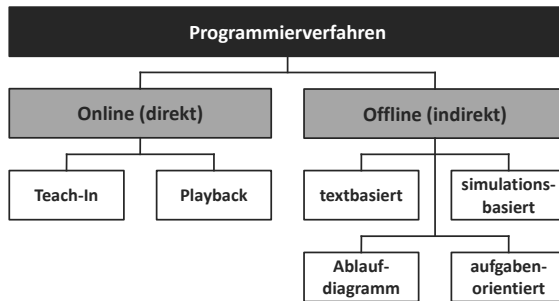 Programmierverfahren
Online (direkt)
Offline (indirekt)
Teach-In
Playback
textbasiert
simulations-
basiert
Ablauf-
diagramm
aufgaben-
orientiert